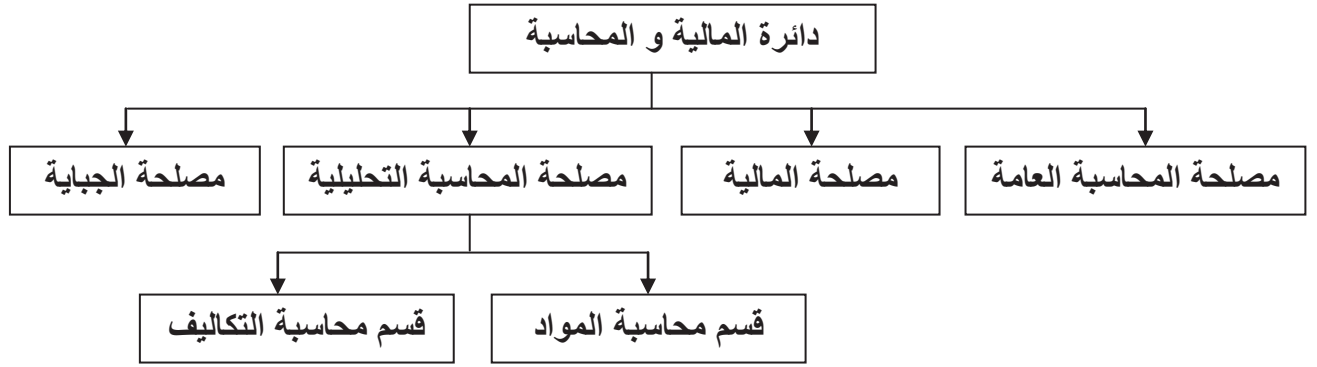 دائرة المالية و المحاسبة
مصلحة المحاسبة العامة
مصلحة المالية
مصلحة المحاسبة التحليلية
مصلحة الجباية
قسم محاسبة المواد
قسم محاسبة التكاليف